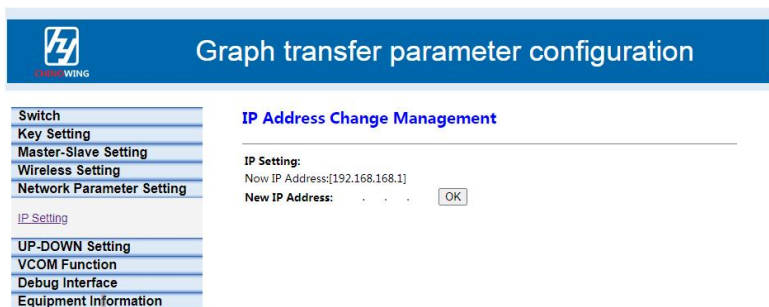 WING
Graph transfer parameter configuration
Switch
Key Setting
Master-Slave Setting
Wireless Setting
Network Parameter Setting
IP Setting
UP-DOWN Setting
VCOM Function
Debug Interface
Equipment Information
IP Address Change Management
IP Setting:
Now IP Address:[192.168.168.1]
New IP Address: . . . OK